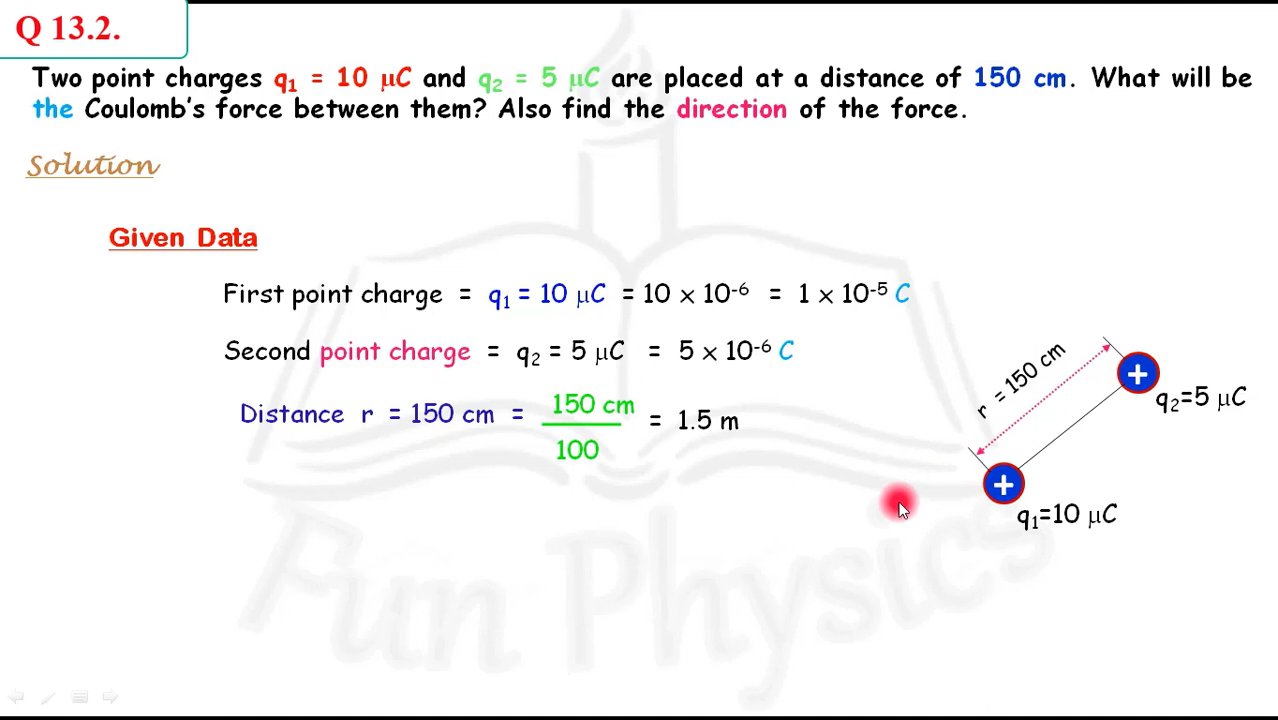 Q 13.2.
Two point charges q₁ = 10 μC and q₂ = 5 μC are placed at a distance of 150 cm. What will be
the Coulomb's force between them? Also find the direction of the force.
Solution
Given Data
First point charge = q₁ = 10 μC = 10 x 10⁻⁶ = 1 x 10⁻⁵ C
Second point charge = q₂ = 5 μC = 5 x 10⁻⁶ C
Distance r = 150 cm = 150 cm / 100 = 1.5 m
r = 150 cm
+
q₂=5 μC
+
q₁=10 μC
Fun Physics